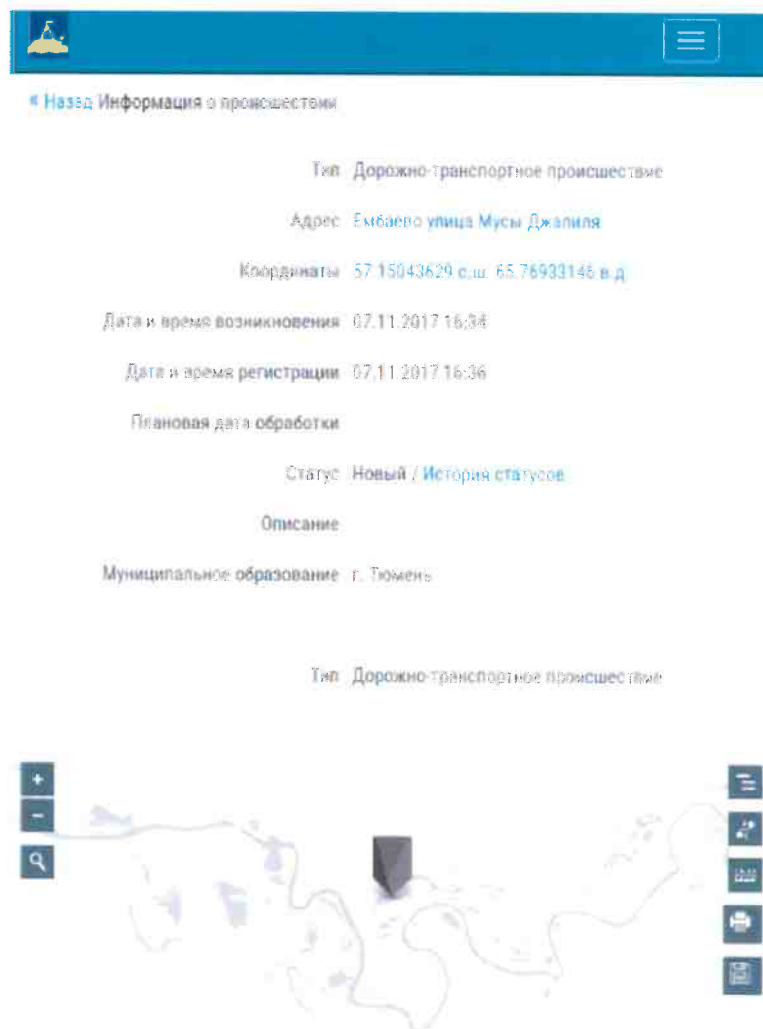 « Назад Информация о происшествии
Тип Дорожно-транспортное происшествие
Адрес Ембаево улица Мусы Джалиля
Координаты 57.15043629 с.ш. 65.76933146 в.д.
Дата и время возникновения 07.11.2017 16:34
Дата и время регистрации 07.11.2017 16:36
Плановая дата обработки
Статус Новый / История статусов
Описание
Муниципальное образование г. Тюмень
Тип Дорожно-транспортное происшествие